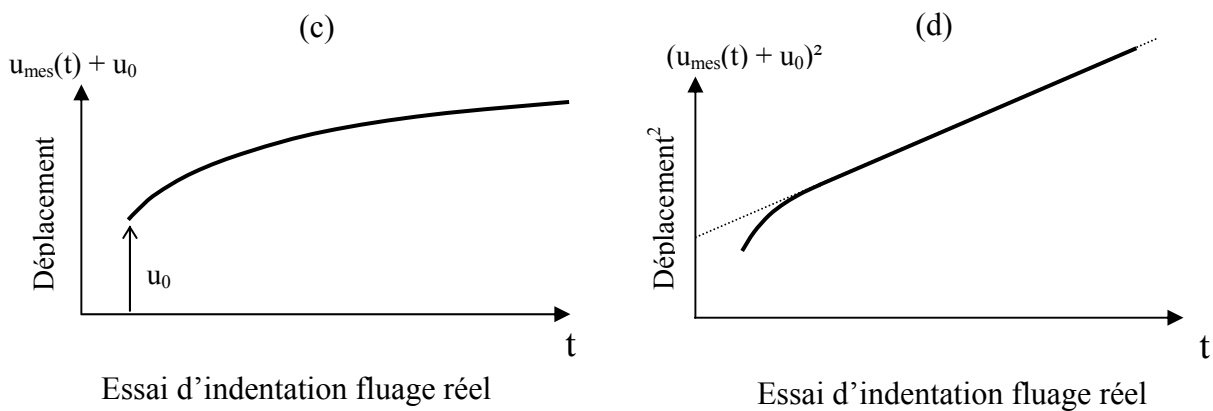 (c)
u_mes(t) + u_0
Déplacement
u_0
t
Essai d’indentation fluage réel
(d)
(u_mes(t) + u_0)²
Déplacement²
t
Essai d’indentation fluage réel